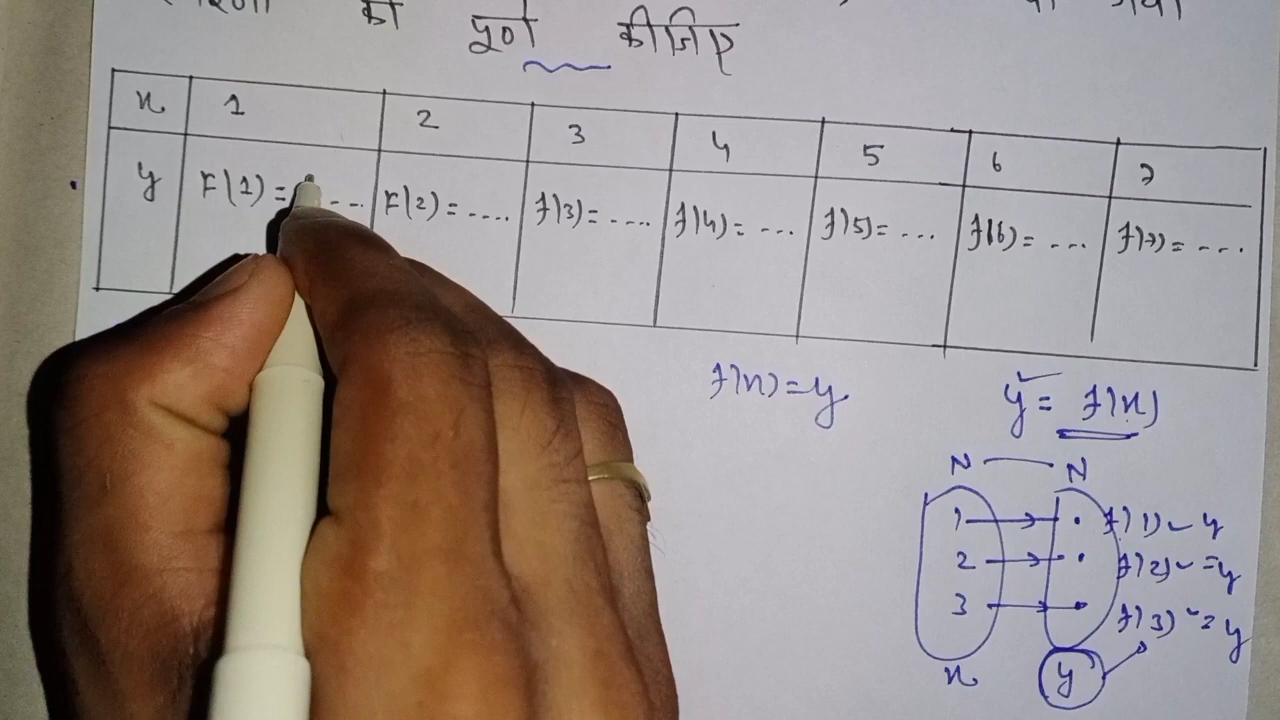 का
पूर्ण कीजिए
x 1 2 3 4 5 6 7
y F(1) = .... F(2) = .... f(3) = .... f(4) = .... f(5) = ... f(6) = ... f(7) = ....
f(x) = y y = f(x)
N N
1 f(1) = y
2 f(2) = y
3 f(3) = y
x y